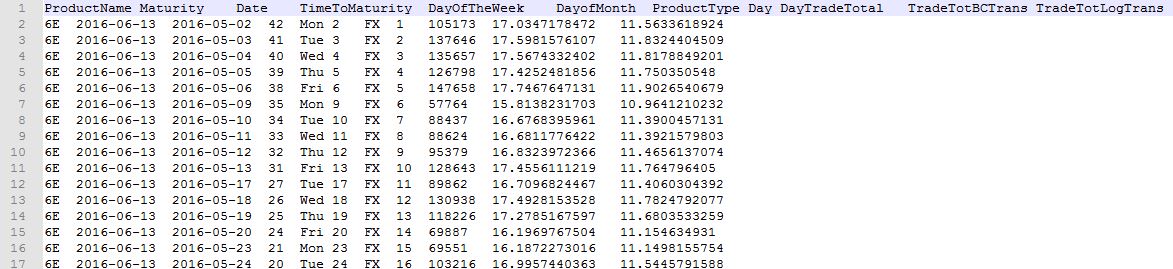 1 ProductName Maturity Date TimeToMaturity DayOfTheWeek DayofMonth ProductType Day DayTradeTotal TradeTotBCTrans TradeTotLogTrans
2 6E 2016-06-13 2016-05-02 42 Mon 2 FX 1 105173 17.0347178472 11.5633618924
3 6E 2016-06-13 2016-05-03 41 Tue 3 FX 2 137646 17.5981576107 11.8324404509
4 6E 2016-06-13 2016-05-04 40 Wed 4 FX 3 135657 17.5674332402 11.8178849201
5 6E 2016-06-13 2016-05-05 39 Thu 5 FX 4 126798 17.4252481856 11.750350548
6 6E 2016-06-13 2016-05-06 38 Fri 6 FX 5 147658 17.7467647131 11.9026540679
7 6E 2016-06-13 2016-05-09 35 Mon 9 FX 6 57764 15.8138231703 10.9641210232
8 6E 2016-06-13 2016-05-10 34 Tue 10 FX 7 88437 16.6768395961 11.3900457131
9 6E 2016-06-13 2016-05-11 33 Wed 11 FX 8 88624 16.6811776422 11.3921579803
10 6E 2016-06-13 2016-05-12 32 Thu 12 FX 9 95379 16.8323972366 11.4656137074
11 6E 2016-06-13 2016-05-13 31 Fri 13 FX 10 128643 17.4556111219 11.764796405
12 6E 2016-06-13 2016-05-17 27 Tue 17 FX 11 89862 16.7096824467 11.4060304392
13 6E 2016-06-13 2016-05-18 26 Wed 18 FX 12 130938 17.4928153528 11.7824792077
14 6E 2016-06-13 2016-05-19 25 Thu 19 FX 13 118226 17.2785167597 11.6803533259
15 6E 2016-06-13 2016-05-20 24 Fri 20 FX 14 69887 16.1969767504 11.154634931
16 6E 2016-06-13 2016-05-23 21 Mon 23 FX 15 69551 16.1872273016 11.1498155754
17 6E 2016-06-13 2016-05-24 20 Tue 24 FX 16 103216 16.9957440363 11.5445791588